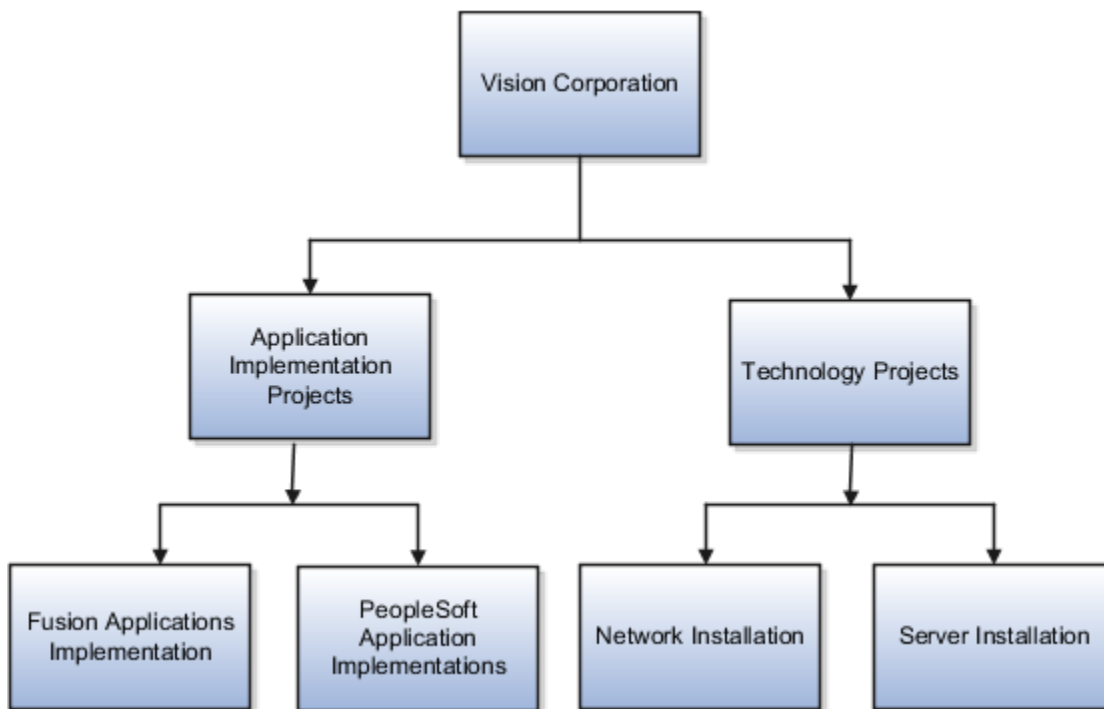 Vision Corporation
Application
Implementation
Projects
Technology Projects
Fusion Applications
Implementation
PeopleSoft
Application
Implementations
Network Installation
Server Installation